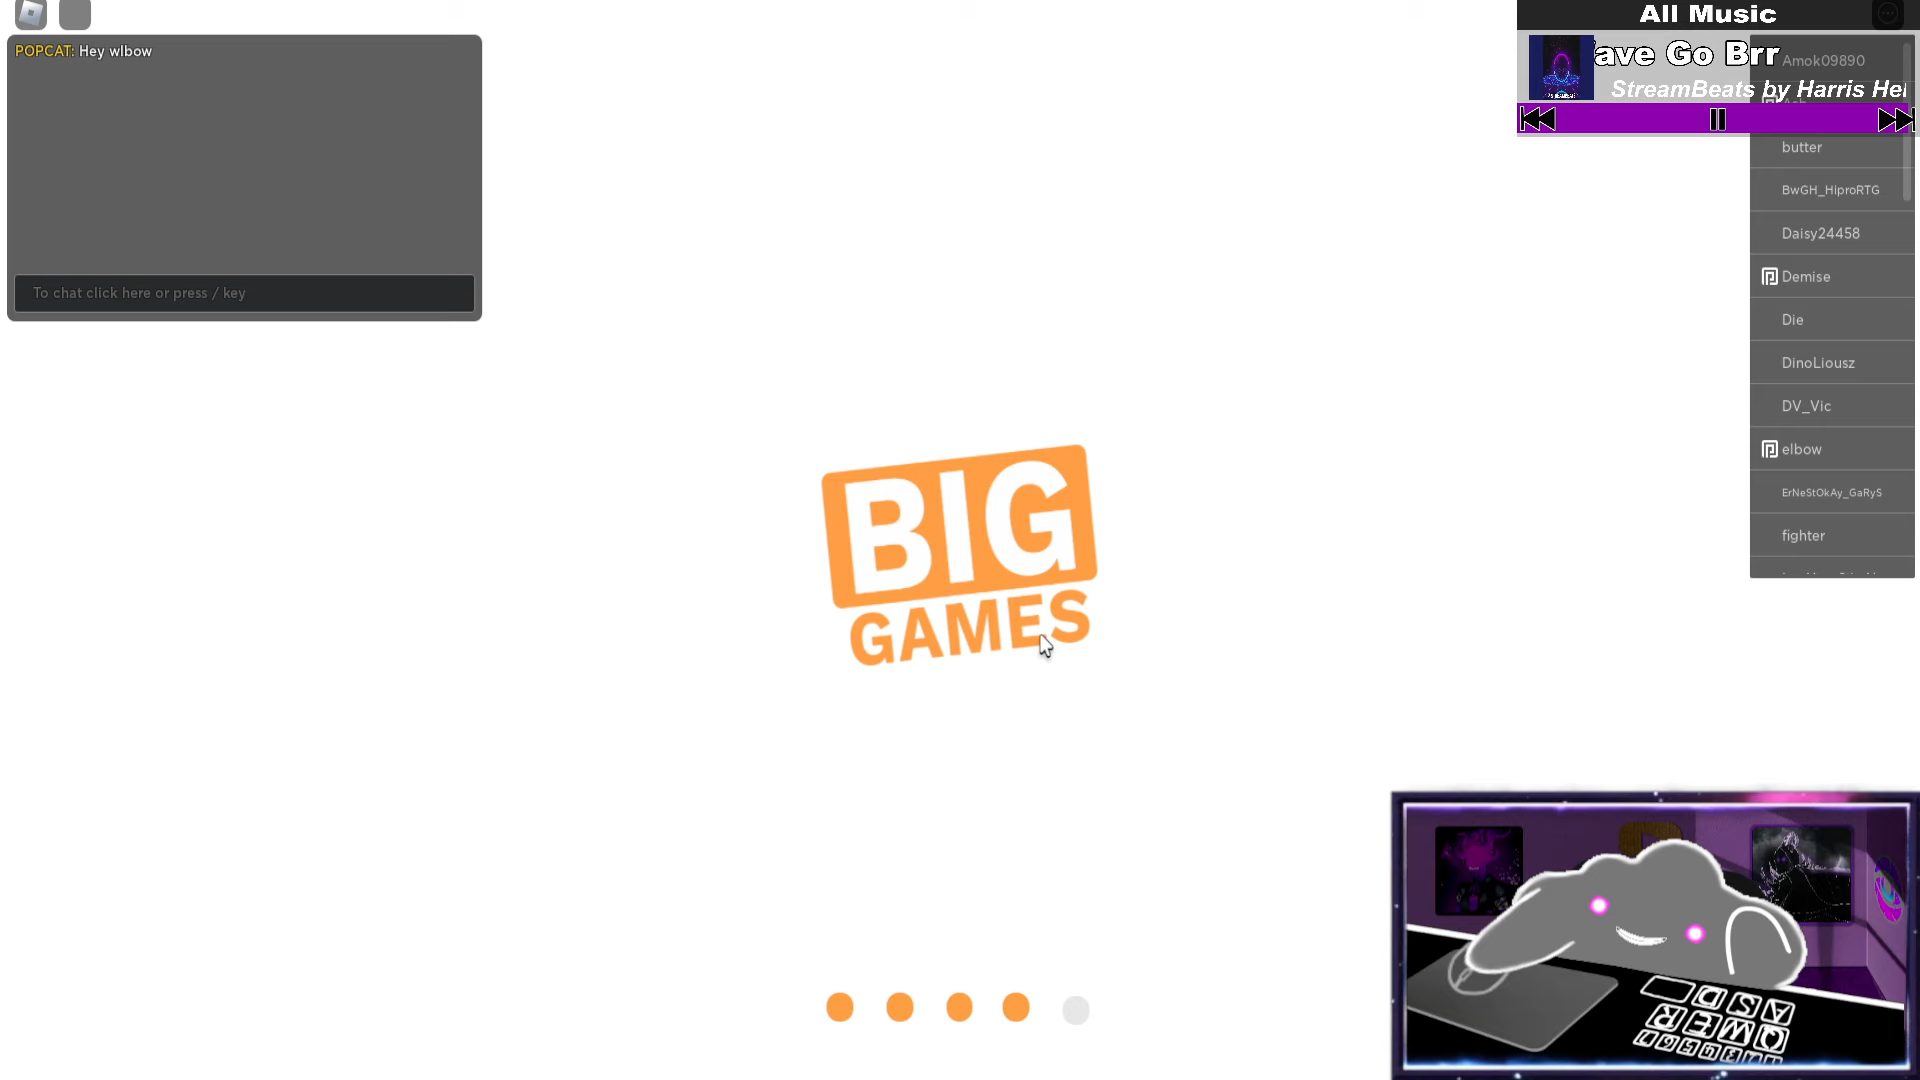 POPCAT: Hey wlbow
To chat click here or press / key
All Music
ave Go Brr
StreamBeats by Harris Hel
Amok09890
butter
BwGH_HiproRTG
Daisy24458
Demise
Die
DinoLiousz
DV_Vic
elbow
ErNeStOkAy_GaRyS
fighter
BIG
GAMES
A S D
Q W E R